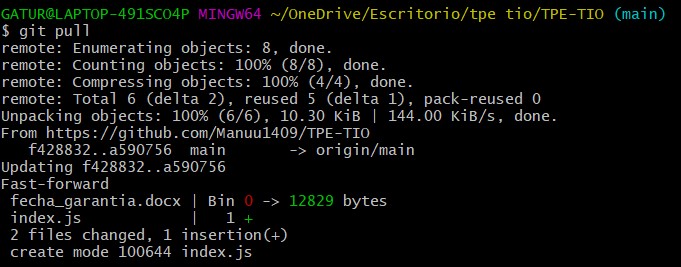 GATUR@LAPTOP-491SCO4P MINGW64 ~/OneDrive/Escritorio/tpe tio/TPE-TIO (main)
$ git pull
remote: Enumerating objects: 8, done.
remote: Counting objects: 100% (8/8), done.
remote: Compressing objects: 100% (4/4), done.
remote: Total 6 (delta 2), reused 5 (delta 1), pack-reused 0
Unpacking objects: 100% (6/6), 10.30 KiB | 144.00 KiB/s, done.
From https://github.com/Manuu1409/TPE-TIO
   f428832..a590756  main       -> origin/main
Updating f428832..a590756
Fast-forward
 fecha_garantia.docx | Bin 0 -> 12829 bytes
 index.js            |   1 +
 2 files changed, 1 insertion(+)
 create mode 100644 index.js